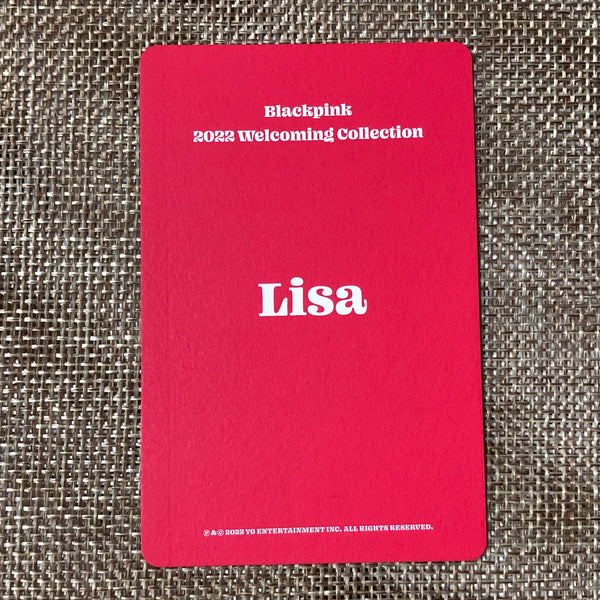 Blackpink
2022 Welcoming Collection
Lisa
℗ & © 2022 YG ENTERTAINMENT INC. ALL RIGHTS RESERVED.